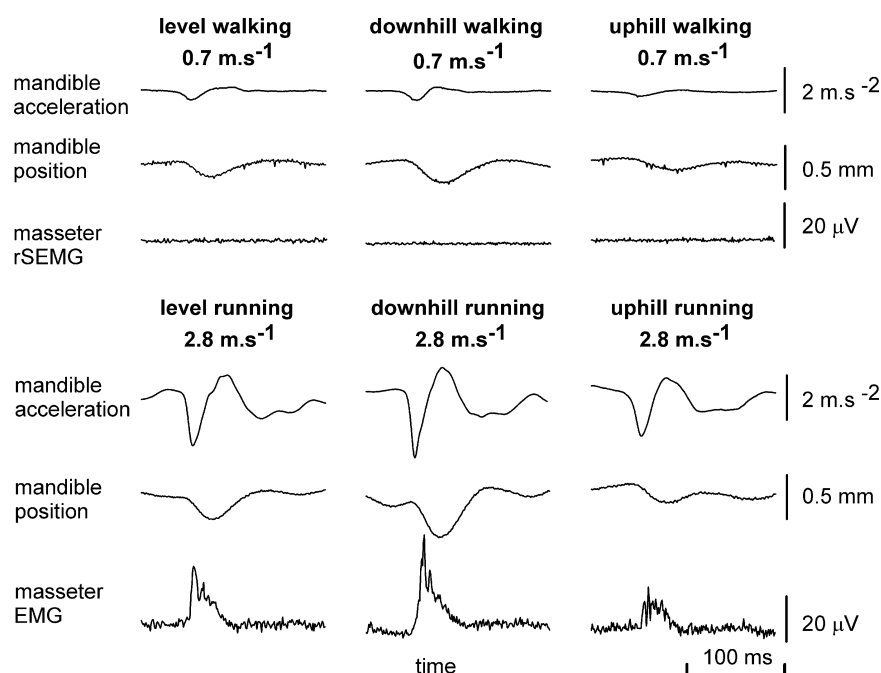 level walking
0.7 m.s-1
downhill walking
0.7 m.s-1
uphill walking
0.7 m.s-1
mandible
acceleration
2 m.s -2
mandible
position
0.5 mm
masseter
rSEMG
20 μV
level running
2.8 m.s-1
downhill running
2.8 m.s-1
uphill running
2.8 m.s-1
mandible
acceleration
2 m.s -2
mandible
position
0.5 mm
masseter
EMG
20 μV
time
100 ms